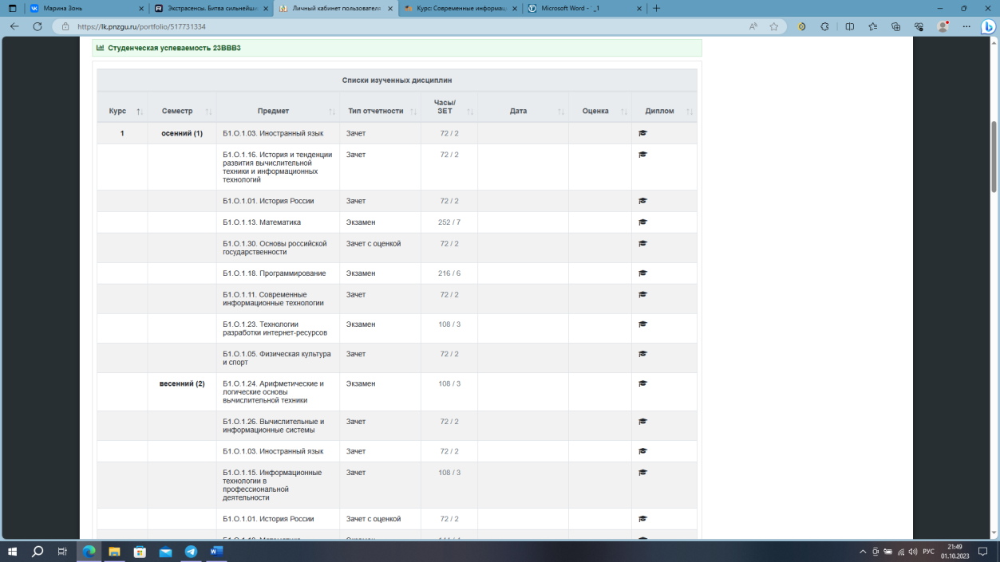 Марина Зонь
Экстрасенсы. Битва сильнейши
Личный кабинет пользователя
Курс: Современные информац
Microsoft Word - _1
https://lk.pnzgu.ru/portfolio/517731334
Студенческая успеваемость 23ВВВ3
Списки изученных дисциплин
Курс Семестр Предмет Тип отчетности Часы/ ЗЕТ Дата Оценка Диплом
1 осенний (1) Б1.О.1.03. Иностранный язык Зачет 72 / 2
Б1.О.1.16. История и тенденции Зачет 72 / 2
развития вычислительной
техники и информационных
технологий
Б1.О.1.01. История России Зачет 72 / 2
Б1.О.1.13. Математика Экзамен 252 / 7
Б1.О.1.30. Основы российской Зачет с оценкой 72 / 2
государственности
Б1.О.1.18. Программирование Экзамен 216 / 6
Б1.О.1.11. Современные Зачет 72 / 2
информационные технологии
Б1.О.1.23. Технологии Экзамен 108 / 3
разработки интернет-ресурсов
Б1.О.1.05. Физическая культура Зачет 72 / 2
и спорт
весенний (2) Б1.О.1.24. Арифметические и Экзамен 108 / 3
логические основы
вычислительной техники
Б1.О.1.26. Вычислительные и Зачет 72 / 2
информационные системы
Б1.О.1.03. Иностранный язык Зачет 72 / 2
Б1.О.1.15. Информационные Зачет 108 / 3
технологии в
профессиональной
деятельности
Б1.О.1.01. История России Зачет с оценкой 72 / 2
РУС
21:49
01.10.2023